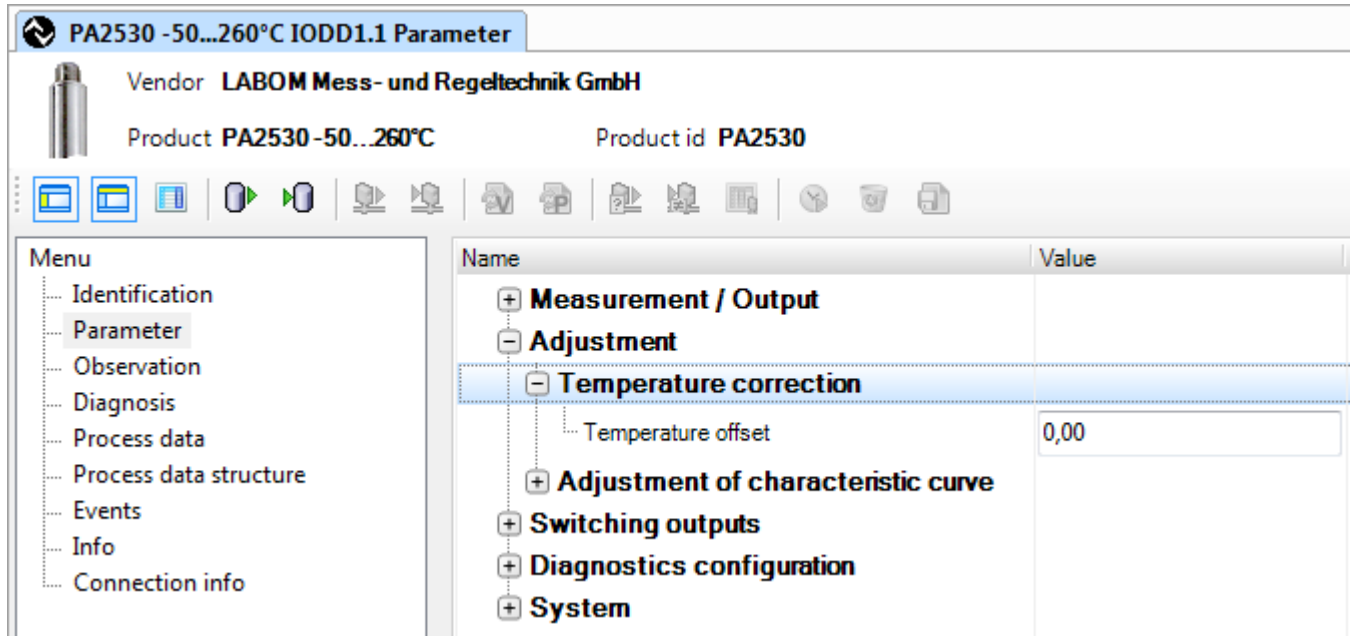 PA2530 -50...260°C IODD1.1 Parameter
Vendor LABOM Mess- und Regeltechnik GmbH
Product PA2530 -50...260°C Product id PA2530
V P ? ≠
Menu
Identification
Parameter
Observation
Diagnosis
Process data
Process data structure
Events
Info
Connection info
Name Value
Measurement / Output
Adjustment
Temperature correction
Temperature offset 0,00
Adjustment of characteristic curve
Switching outputs
Diagnostics configuration
System